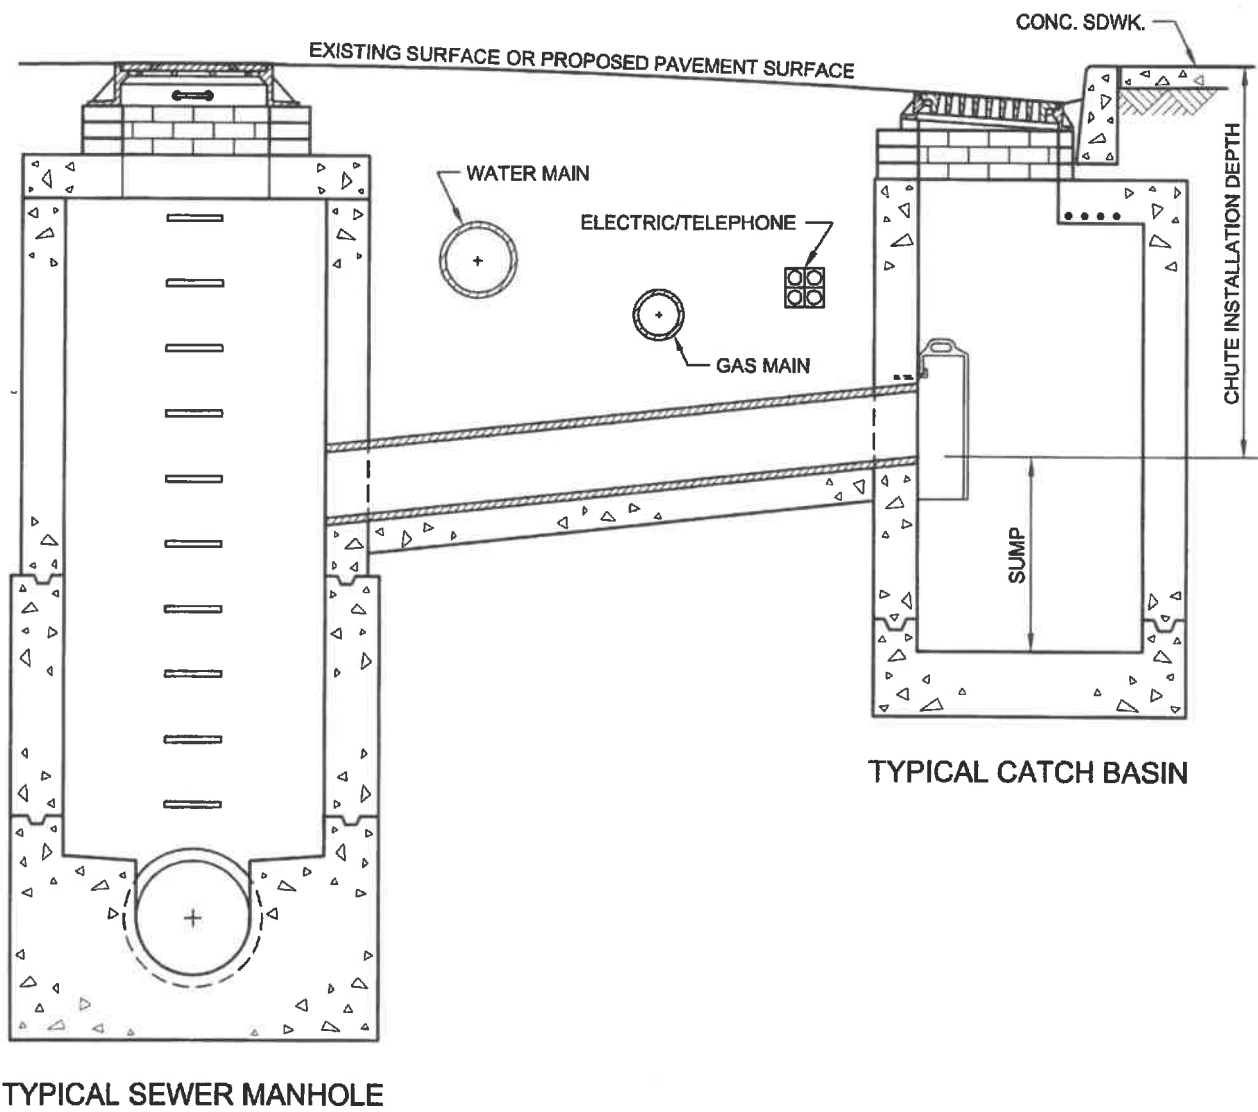 CONC. SDWK.
EXISTING SURFACE OR PROPOSED PAVEMENT SURFACE
WATER MAIN
ELECTRIC/TELEPHONE
GAS MAIN
CHUTE INSTALLATION DEPTH
SUMP
TYPICAL CATCH BASIN
TYPICAL SEWER MANHOLE